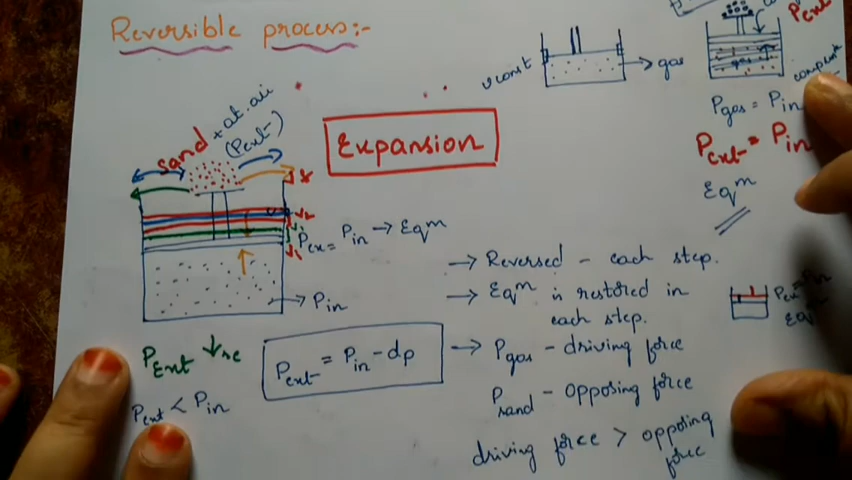 Reversible process:-
v const
gas
Pext
Pgas = Pin
Pext = Pin
Eqm
sand + at. air
(Pext)
Expansion
Pex = Pin → Eqm
→ Pin
→ Reversed - each step.
→ Eqm is restored in
each step.
Eqm
Pext ↓se
Pext = Pin - dp
→ Pgas - driving force
Pext < Pin
Psand - opposing force
driving force > opposing
force